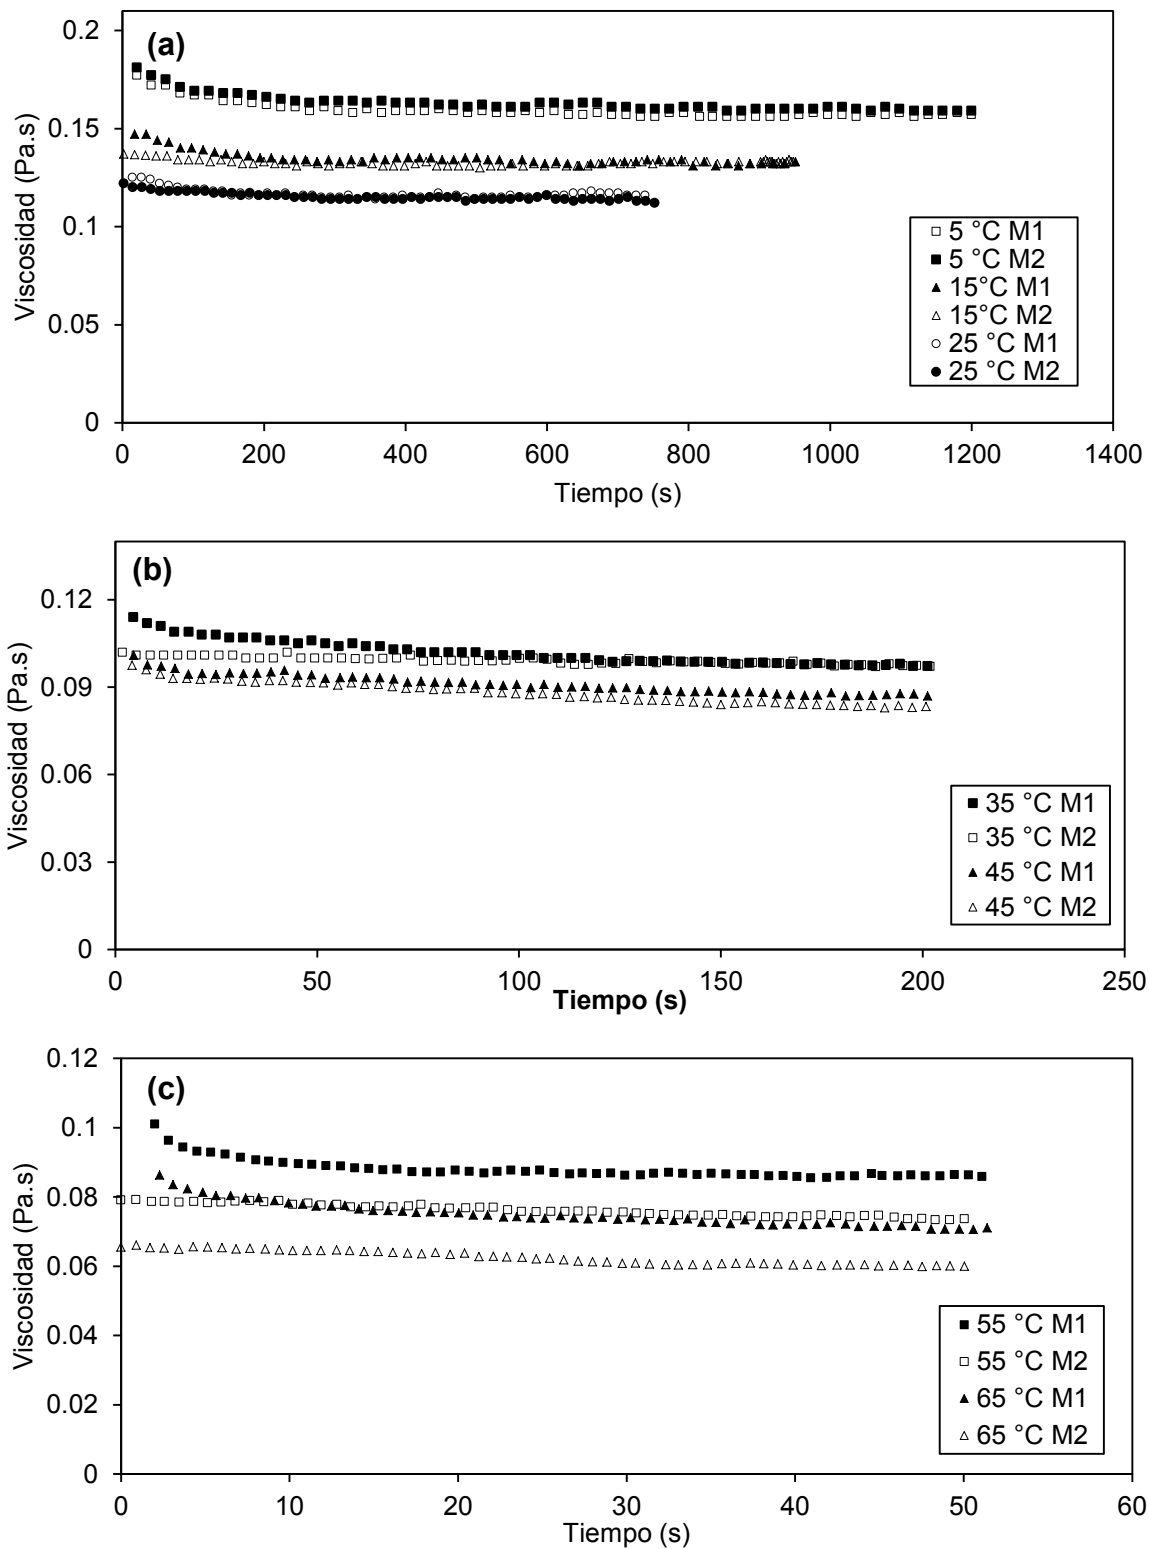 (a)
Viscosidad (Pa.s)
0.2
0.15
0.1
0.05
0
0 200 400 600 800 1000 1200 1400
Tiempo (s)
5 °C M1
5 °C M2
15°C M1
15°C M2
25 °C M1
25 °C M2
(b)
Viscosidad (Pa.s)
0.12
0.09
0.06
0.03
0
0 50 100 150 200 250
Tiempo (s)
35 °C M1
35 °C M2
45 °C M1
45 °C M2
(c)
Viscosidad (Pa.s)
0.12
0.1
0.08
0.06
0.04
0.02
0
0 10 20 30 40 50 60
Tiempo (s)
55 °C M1
55 °C M2
65 °C M1
65 °C M2